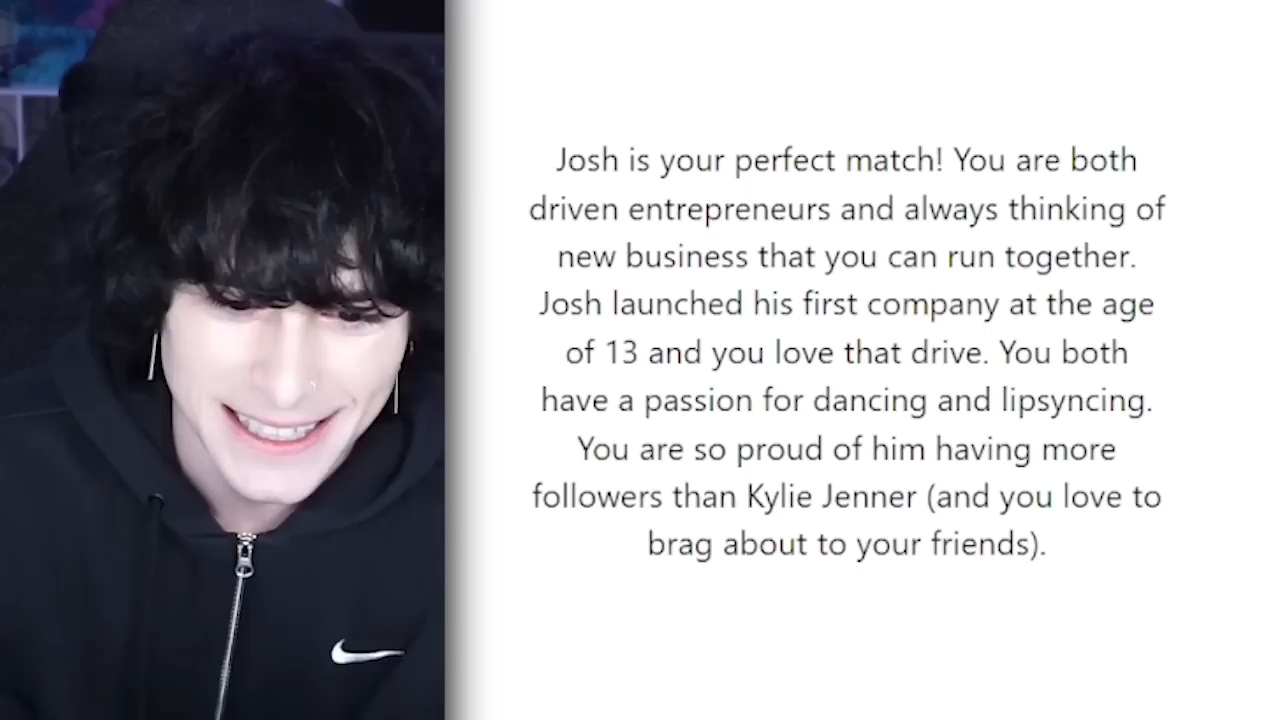 Josh is your perfect match! You are both
driven entrepreneurs and always thinking of
new business that you can run together.
Josh launched his first company at the age
of 13 and you love that drive. You both
have a passion for dancing and lipsyncing.
You are so proud of him having more
followers than Kylie Jenner (and you love to
brag about to your friends).